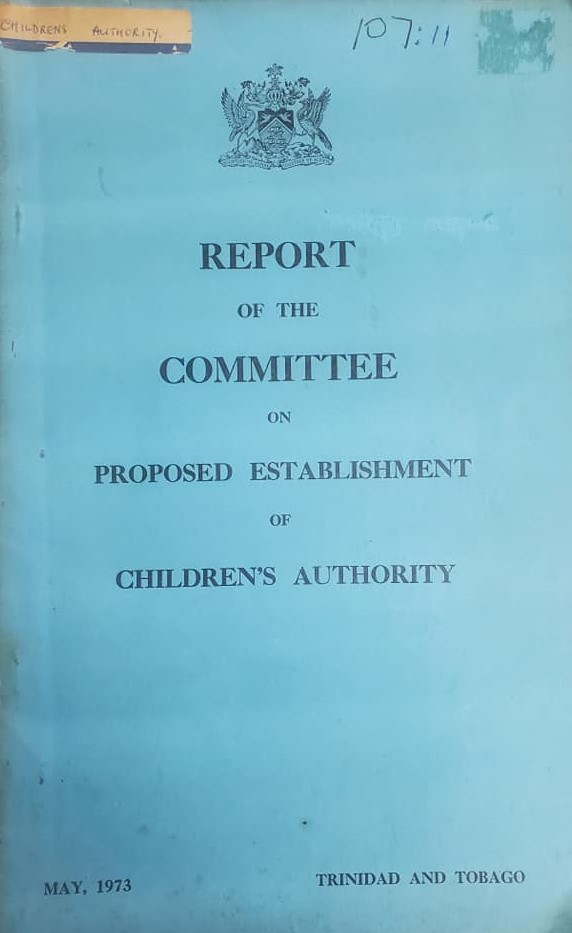 CHILDRENS AUTHORITY.
107:11
REPORT
OF THE
COMMITTEE
ON
PROPOSED ESTABLISHMENT
OF
CHILDREN'S AUTHORITY
MAY, 1973
TRINIDAD AND TOBAGO